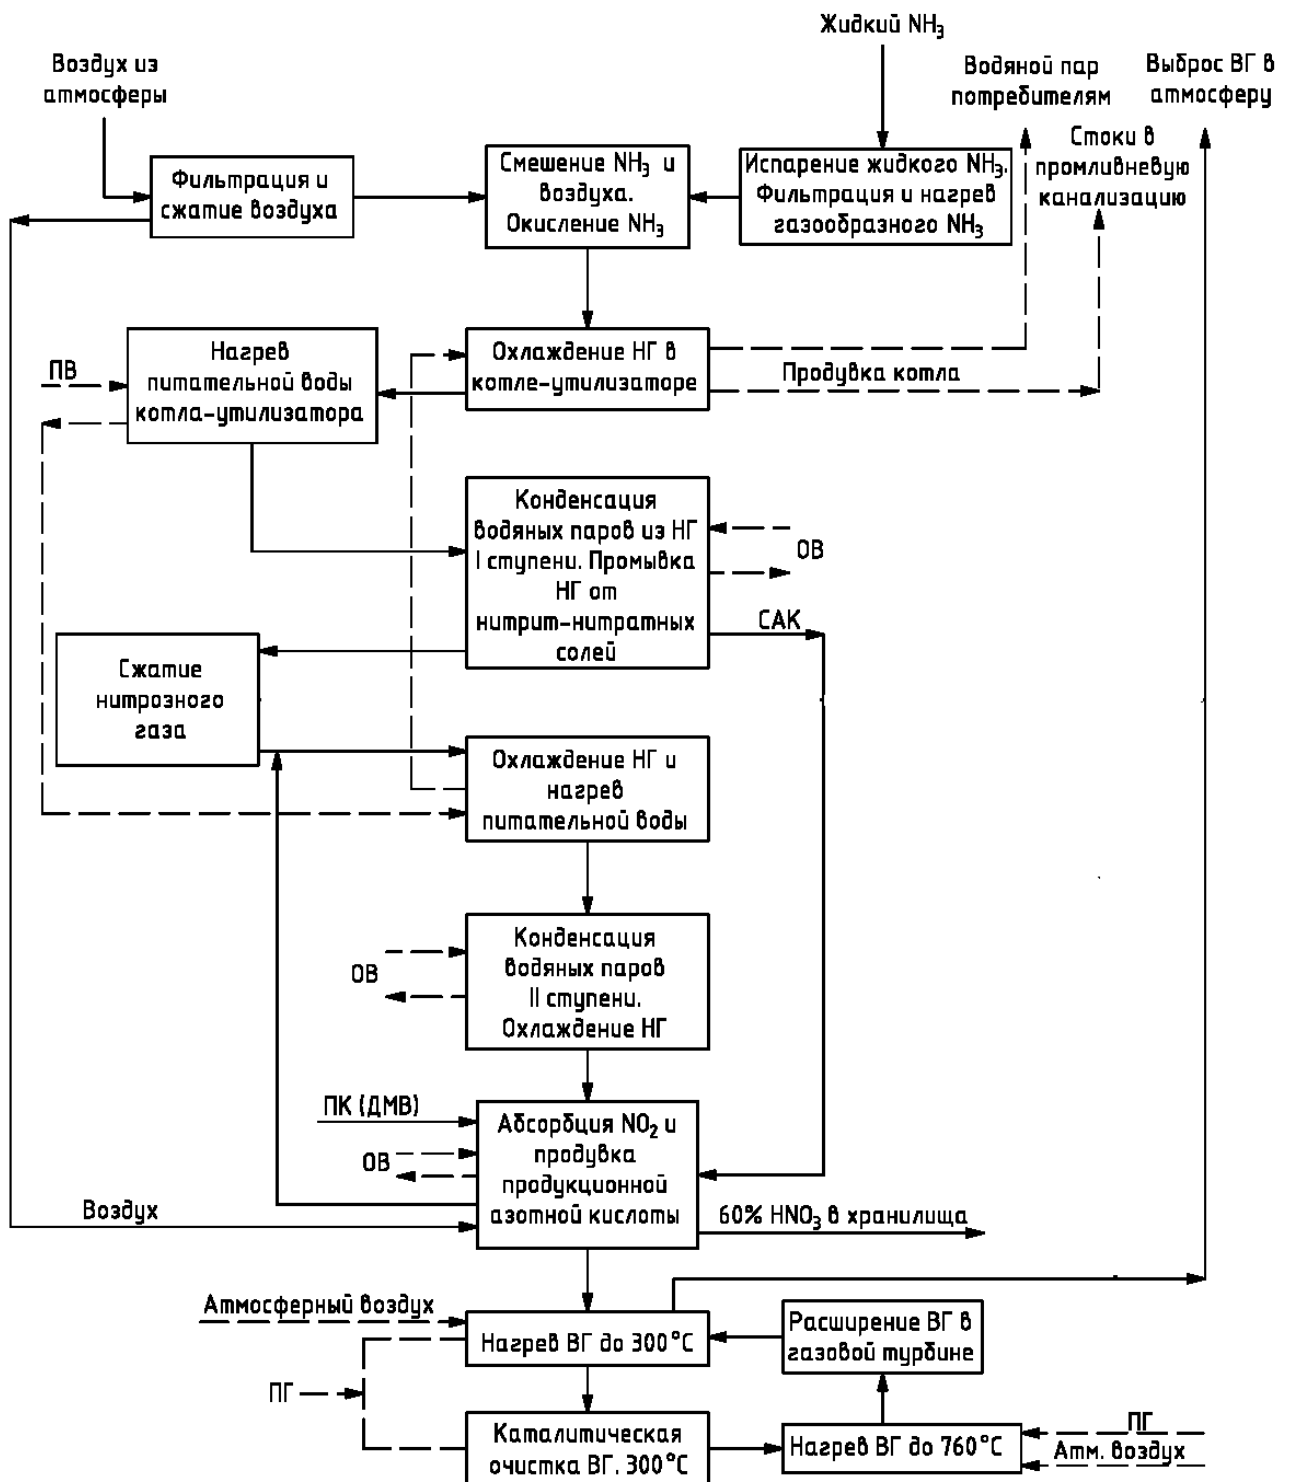 Жидкий NH₃
Воздух из
атмосферы
Водяной пар
потребителям
Выброс ВГ в
атмосферу
Стоки в
промливневую
канализацию
Фильтрация и
сжатие воздуха
Смешение NH₃ и
воздуха.
Окисление NH₃
Испарение жидкого NH₃.
Фильтрация и нагрев
газообразного NH₃
ПВ
Нагрев
питательной воды
котла-утилизатора
Охлаждение НГ в
котле-утилизаторе
Продувка котла
Конденсация
водяных паров из НГ
I ступени. Промывка
НГ от
нитрит-нитратных
солей
ОВ
САК
Сжатие
нитрозного
газа
Охлаждение НГ и
нагрев
питательной воды
ОВ
Конденсация
водяных паров
II ступени.
Охлаждение НГ
ПК (ДМВ)
ОВ
Абсорбция NO₂ и
продувка
продукционной
азотной кислоты
Воздух
60% HNO₃ в хранилища
Атмосферный воздух
Нагрев ВГ до 300°С
Расширение ВГ в
газовой турбине
ПГ
Каталитическая
очистка ВГ. 300°С
Нагрев ВГ до 760°С
ПГ
Атм. воздух